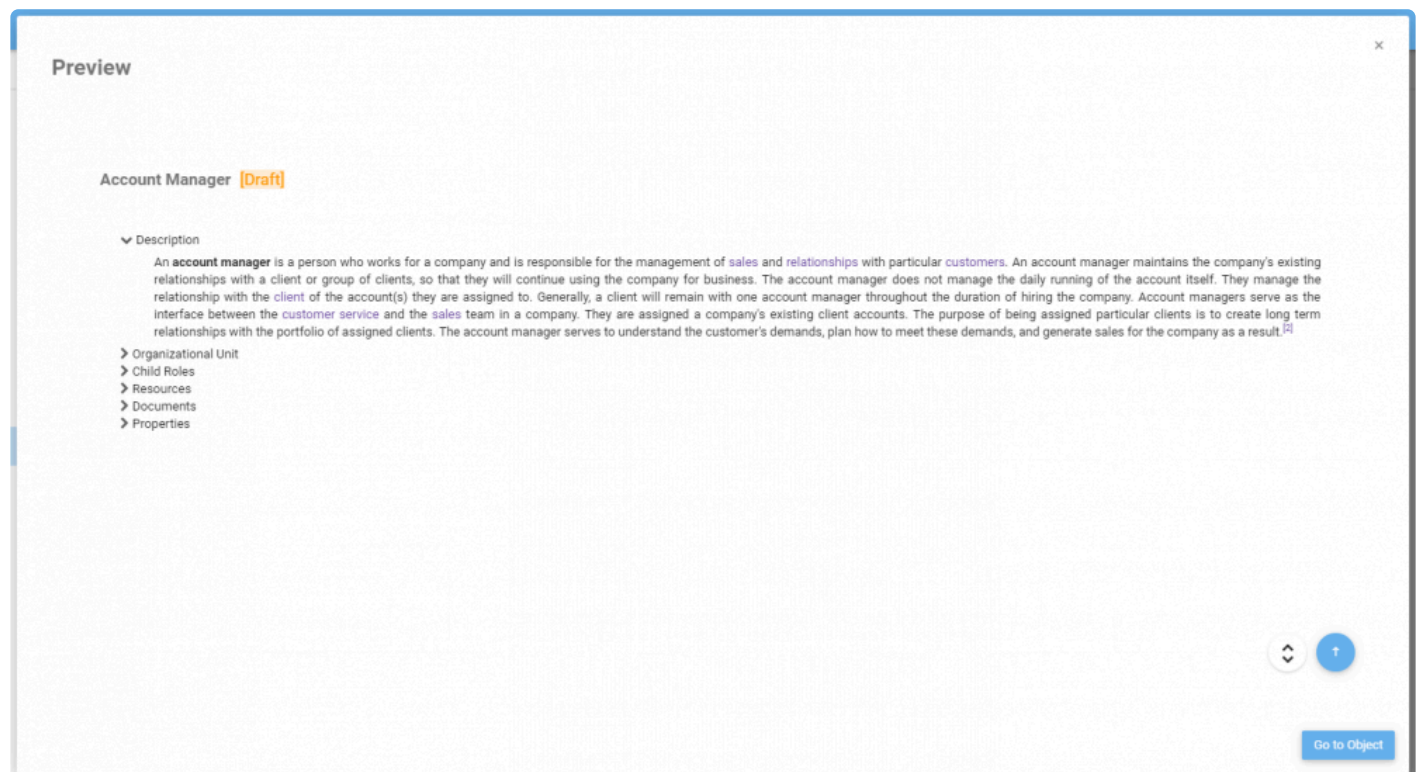 ×
Preview
Account Manager [Draft]
Description
An account manager is a person who works for a company and is responsible for the management of sales and relationships with particular customers. An account manager maintains the company's existing
relationships with a client or group of clients, so that they will continue using the company for business. The account manager does not manage the daily running of the account itself. They manage the
relationship with the client of the account(s) they are assigned to. Generally, a client will remain with one account manager throughout the duration of hiring the company. Account managers serve as the
interface between the customer service and the sales team in a company. They are assigned a company's existing client accounts. The purpose of being assigned particular clients is to create long term
relationships with the portfolio of assigned clients. The account manager serves to understand the customer's demands, plan how to meet these demands, and generate sales for the company as a result.[2]
Organizational Unit
Child Roles
Resources
Documents
Properties
Go to Object